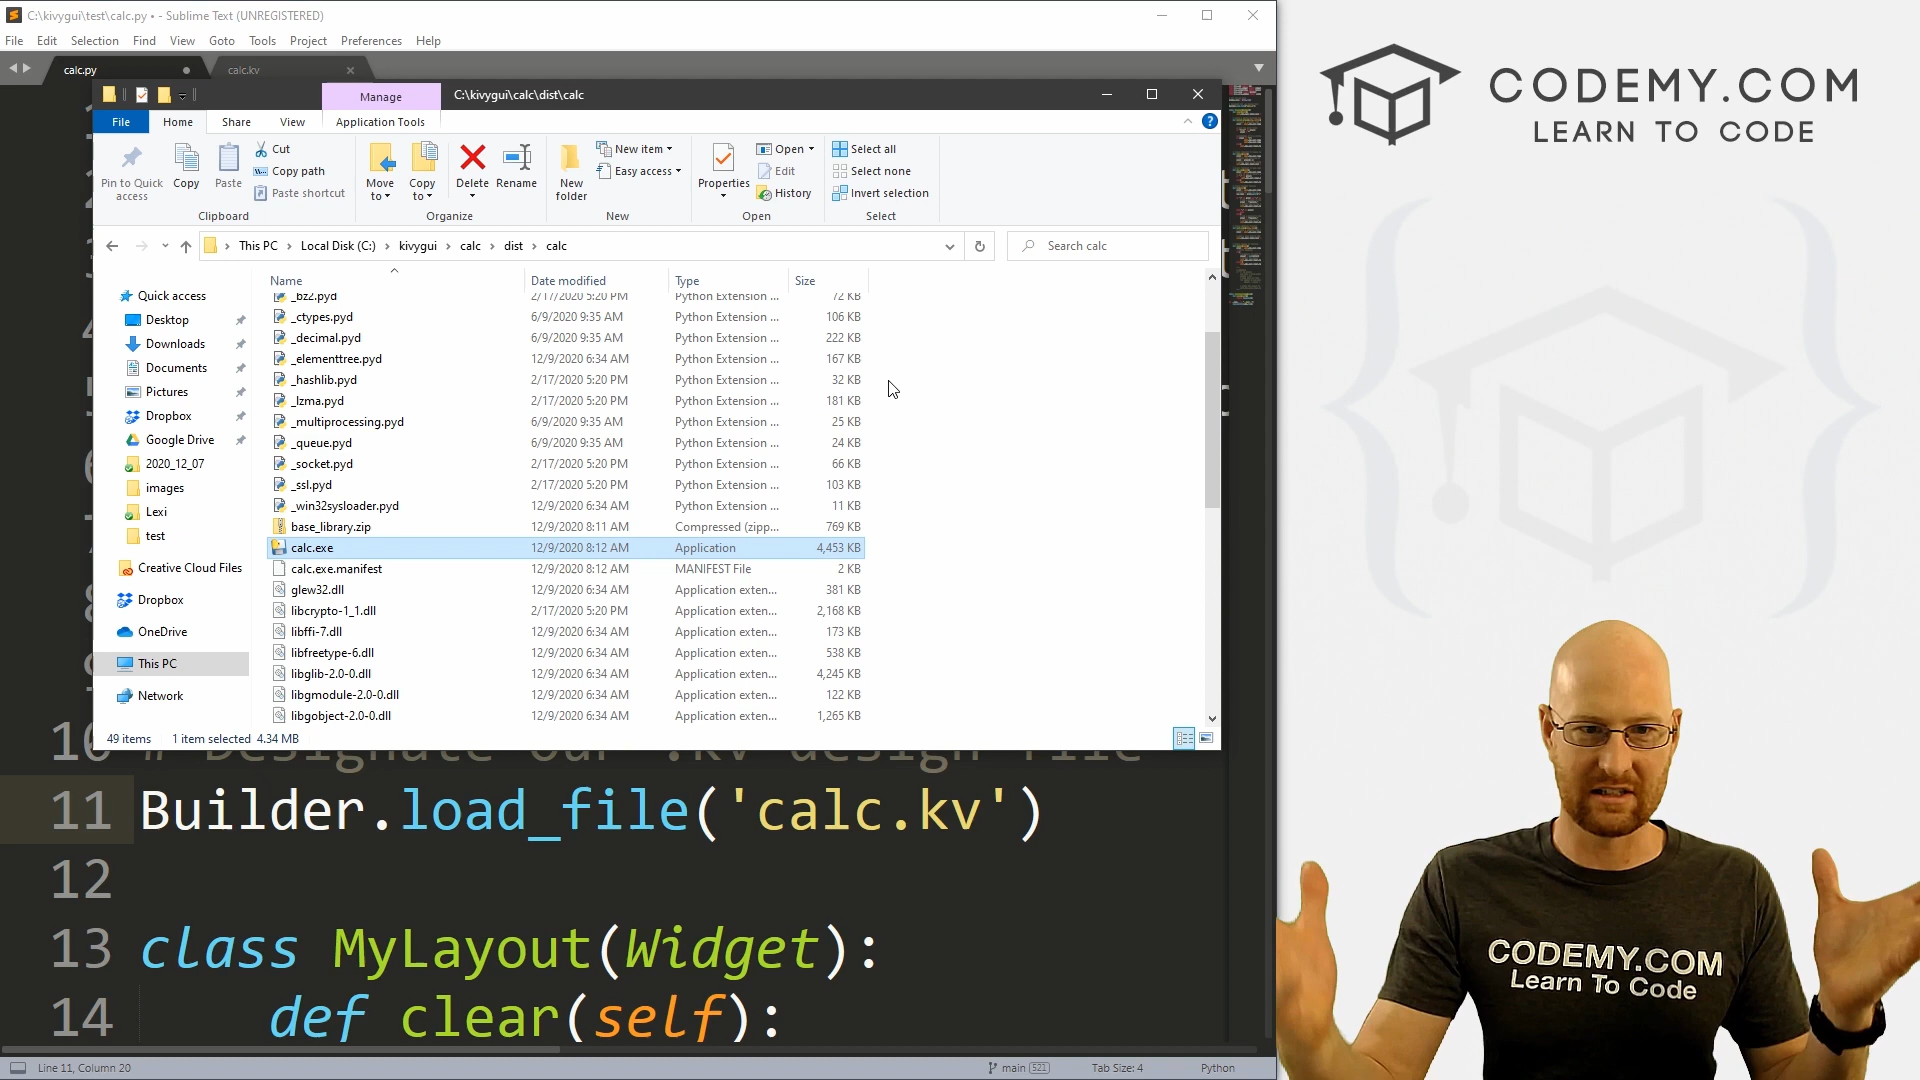 C:\kivygui\test\calc.py • - Sublime Text (UNREGISTERED)
File Edit Selection Find View Goto Tools Project Preferences Help
calc.py
calc.kv
Manage
C:\kivygui\calc\dist\calc
File Home Share View Application Tools
Pin to Quick access
Copy
Paste
Cut
Copy path
Paste shortcut
Clipboard
Move to
Copy to
Delete
Rename
Organize
New folder
New item
Easy access
New
Properties
Open
Edit
History
Open
Select all
Select none
Invert selection
Select
This PC > Local Disk (C:) > kivygui > calc > dist > calc
Search calc
Quick access
Desktop
Downloads
Documents
Pictures
Dropbox
Google Drive
2020_12_07
images
Lexi
test
Creative Cloud Files
Dropbox
OneDrive
This PC
Network
Name Date modified Type Size
_bz2.pyd 2/17/2020 5:20 PM Python Extension ... 72 KB
_ctypes.pyd 6/9/2020 9:35 AM Python Extension ... 106 KB
_decimal.pyd 6/9/2020 9:35 AM Python Extension ... 222 KB
_elementtree.pyd 12/9/2020 6:34 AM Python Extension ... 167 KB
_hashlib.pyd 2/17/2020 5:20 PM Python Extension ... 32 KB
_lzma.pyd 2/17/2020 5:20 PM Python Extension ... 181 KB
_multiprocessing.pyd 6/9/2020 9:35 AM Python Extension ... 25 KB
_queue.pyd 6/9/2020 9:35 AM Python Extension ... 24 KB
_socket.pyd 2/17/2020 5:20 PM Python Extension ... 66 KB
_ssl.pyd 2/17/2020 5:20 PM Python Extension ... 103 KB
_win32sysloader.pyd 12/9/2020 6:34 AM Python Extension ... 11 KB
base_library.zip 12/9/2020 8:11 AM Compressed (zipp... 769 KB
calc.exe 12/9/2020 8:12 AM Application 4,453 KB
calc.exe.manifest 12/9/2020 8:12 AM MANIFEST File 2 KB
glew32.dll 12/9/2020 6:34 AM Application exten... 381 KB
libcrypto-1_1.dll 2/17/2020 5:20 PM Application exten... 2,168 KB
libffi-7.dll 12/9/2020 6:34 AM Application exten... 173 KB
libfreetype-6.dll 12/9/2020 6:34 AM Application exten... 538 KB
libglib-2.0-0.dll 12/9/2020 6:34 AM Application exten... 4,245 KB
libgmodule-2.0-0.dll 12/9/2020 6:34 AM Application exten... 122 KB
libgobject-2.0-0.dll 12/9/2020 6:34 AM Application exten... 1,265 KB
49 items 1 item selected 4.34 MB
10 # Designate our .kv design file
11 Builder.load_file('calc.kv')
12
13 class MyLayout(Widget):
14 def clear(self):
Line 11, Column 20
main 521
Tab Size: 4
Python
CODEMY.COM
LEARN TO CODE
CODEMY.COM
Learn To Code